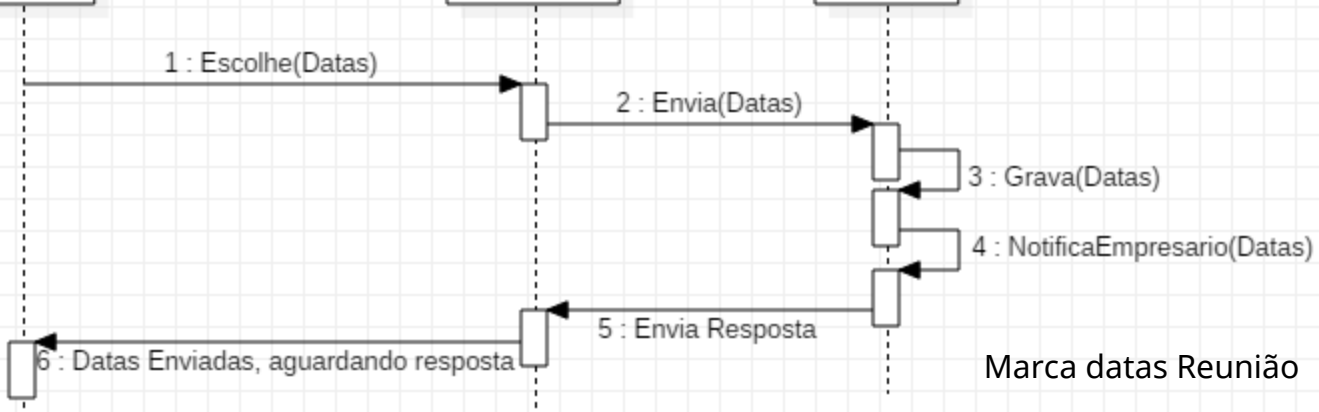 1 : Escolhe(Datas)
2 : Envia(Datas)
3 : Grava(Datas)
4 : NotificaEmpresario(Datas)
5 : Envia Resposta
6 : Datas Enviadas, aguardando resposta
Marca datas Reunião